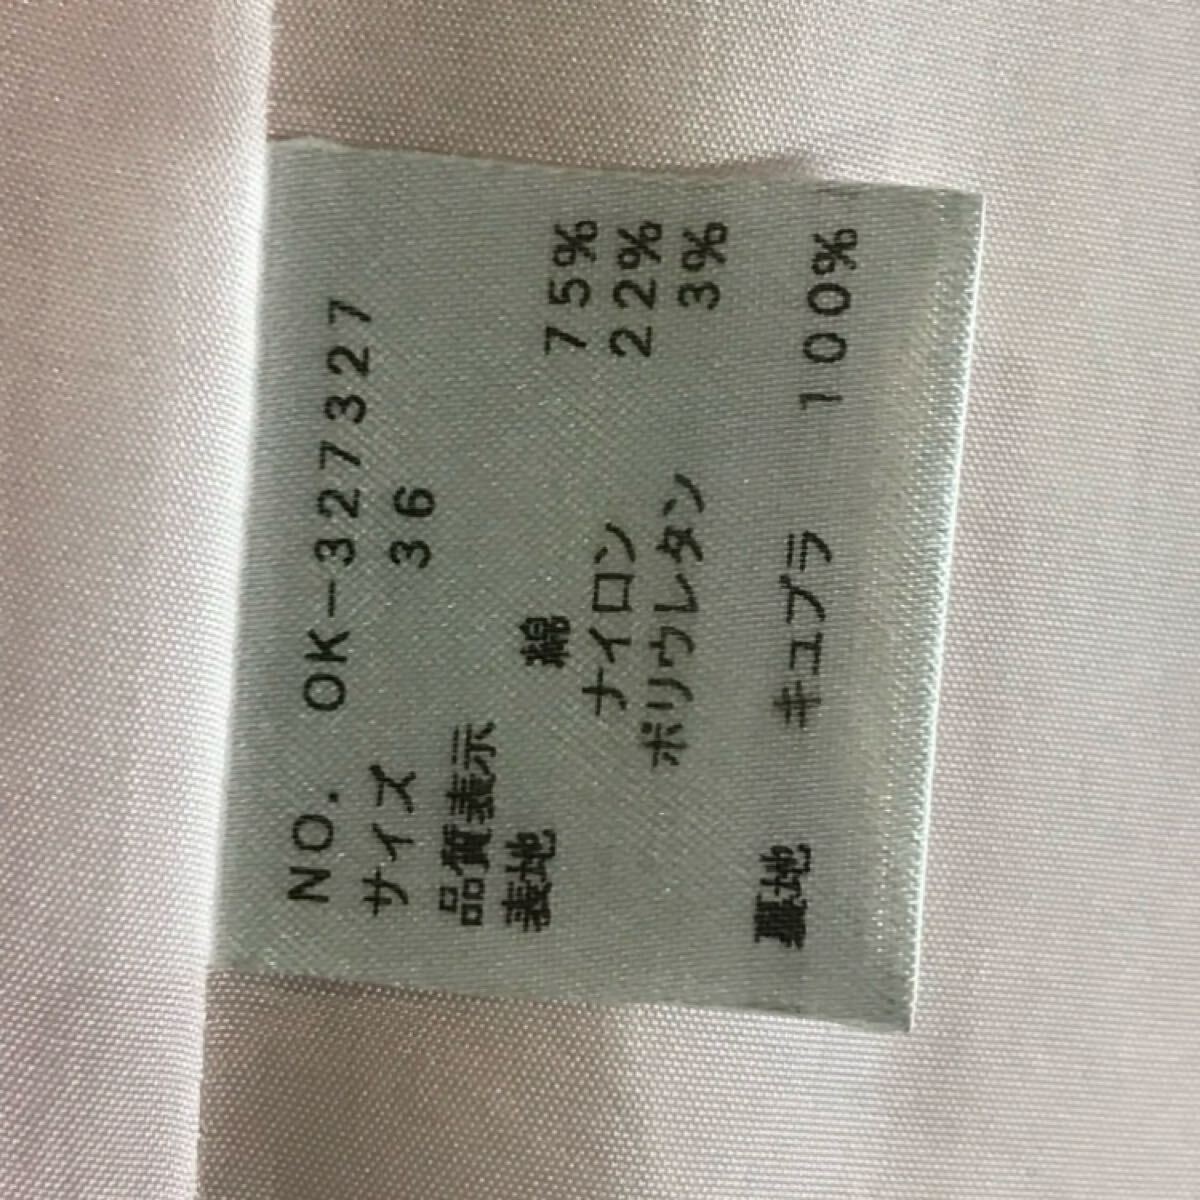 NO. OK-327327
サイズ 36
品質表示
表地 綿 75%
ナイロン 22%
ポリウレタン 3%
裏地 キュプラ 100%